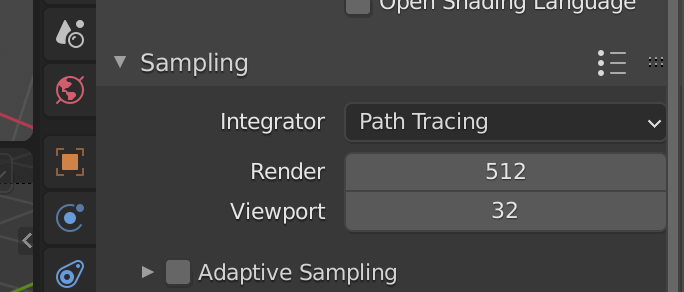 Open Shading Language
Sampling
Integrator Path Tracing
Render 512
Viewport 32
Adaptive Sampling